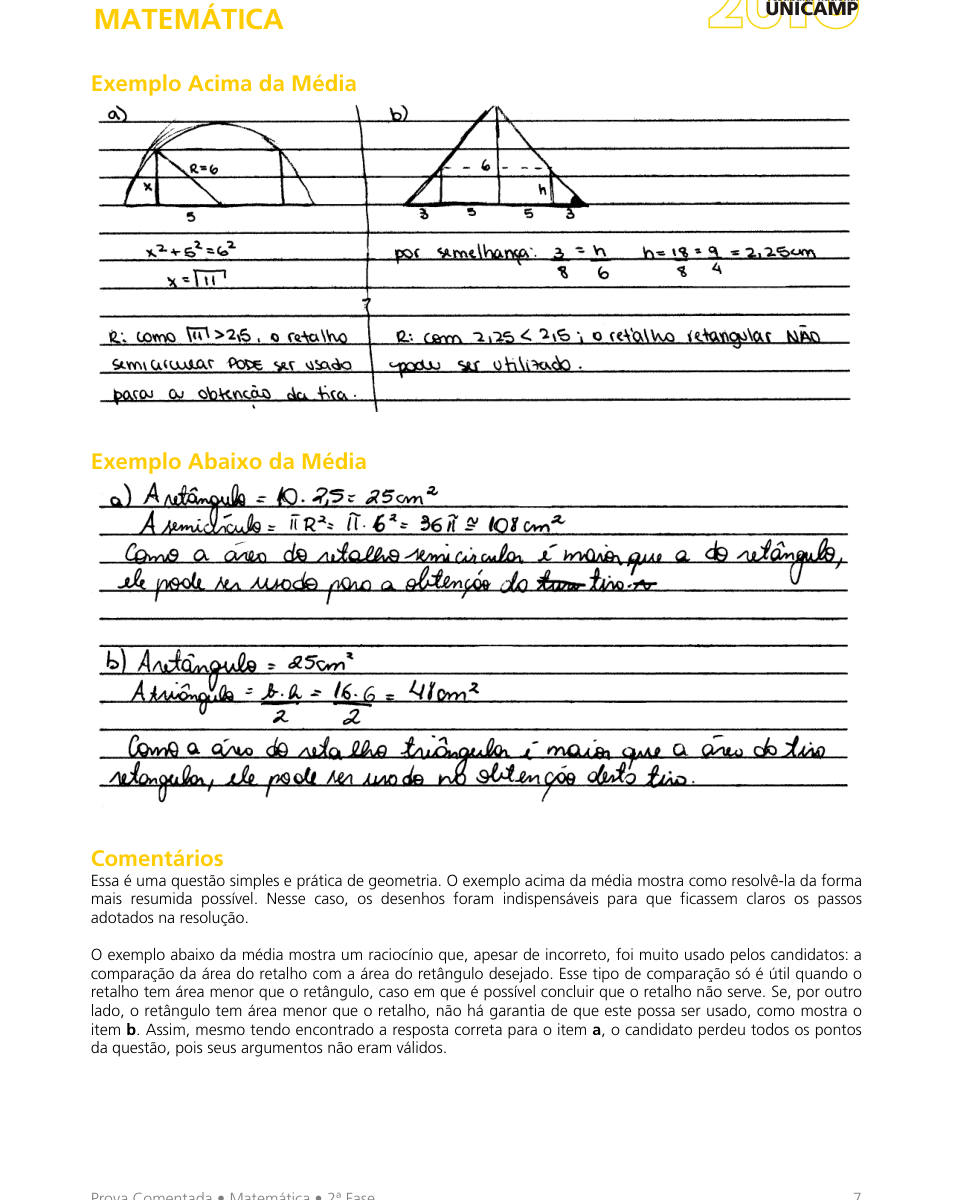 MATEMÁTICA
UNICAMP
Exemplo Acima da Média
a)
R=6
x
5
x²+5²=6²
x=√11
R: como √11>2,5, o retalho
semicircular PODE ser usado
para a obtenção da tira.
b)
6
h
3 5 5 3
por semelhança: 3/8 = h/6 h=18/8=9/4=2,25cm
R: com 2,25<2,5; o retalho retangular NÃO
pode ser utilizado.
Exemplo Abaixo da Média
a) A retângulo = 10.2,5= 25cm²
A semicírculo = π R²= π.6²= 36π ≅ 108cm²
Como a área do retalho semicircular é maior que a do retângulo,
ele pode ser usado para a obtenção da tira.
b) A retângulo = 25cm²
A triângulo = b.h/2 = 16.6/2 = 48cm²
Como a área do retalho triângular é maior que a área da tira
retangular, ele pode ser usado na obtenção desta tira.
Comentários
Essa é uma questão simples e prática de geometria. O exemplo acima da média mostra como resolvê-la da forma
mais resumida possível. Nesse caso, os desenhos foram indispensáveis para que ficassem claros os passos
adotados na resolução.
O exemplo abaixo da média mostra um raciocínio que, apesar de incorreto, foi muito usado pelos candidatos: a
comparação da área do retalho com a área do retângulo desejado. Esse tipo de comparação só é útil quando o
retalho tem área menor que o retângulo, caso em que é possível concluir que o retalho não serve. Se, por outro
lado, o retângulo tem área menor que o retalho, não há garantia de que este possa ser usado, como mostra o
item b. Assim, mesmo tendo encontrado a resposta correta para o item a, o candidato perdeu todos os pontos
da questão, pois seus argumentos não eram válidos.
Prova Comentada • Matemática • 2ª Fase 7